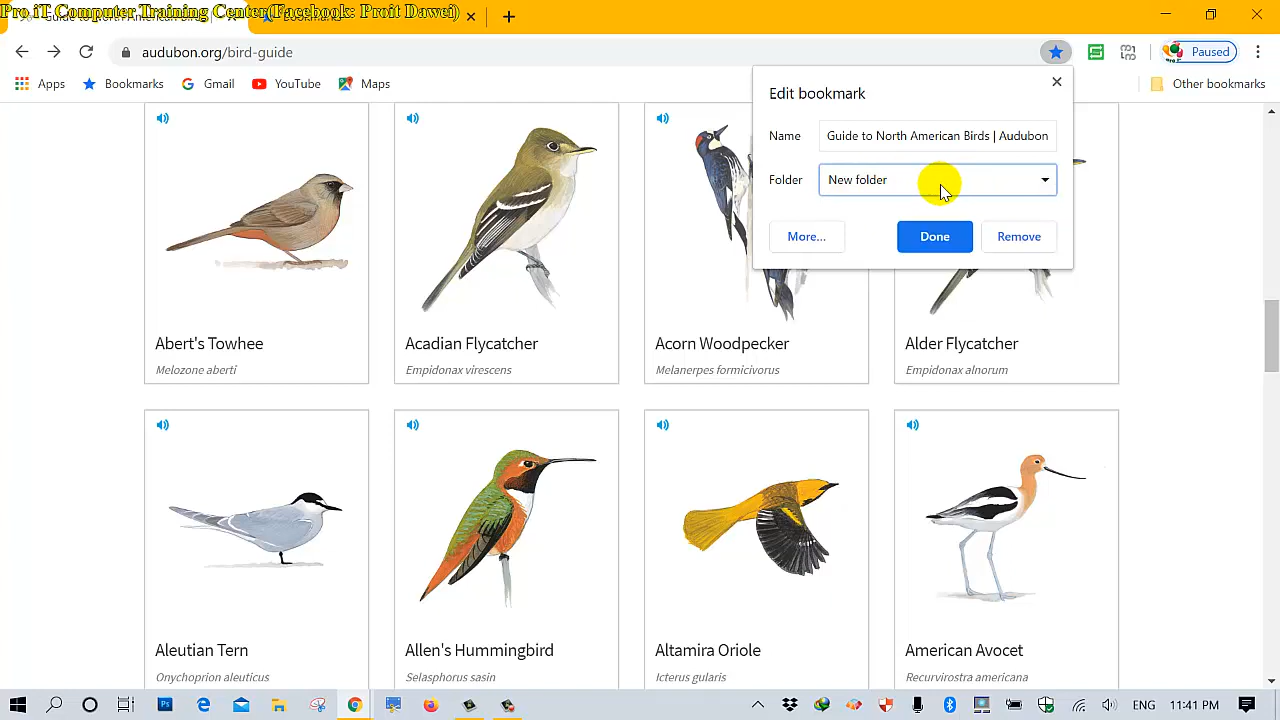 Pro iT Computer Training Center(Facebook: Proit Dawei)
audubon.org/bird-guide
Paused
Apps
Bookmarks
Gmail
YouTube
Maps
Other bookmarks
Edit bookmark
Name
Guide to North American Birds | Audubon
Folder
New folder
More...
Done
Remove
Abert's Towhee
Melozone aberti
Acadian Flycatcher
Empidonax virescens
Acorn Woodpecker
Melanerpes formicivorus
Alder Flycatcher
Empidonax alnorum
Aleutian Tern
Onychoprion aleuticus
Allen's Hummingbird
Selasphorus sasin
Altamira Oriole
Icterus gularis
American Avocet
Recurvirostra americana
ENG
11:41 PM